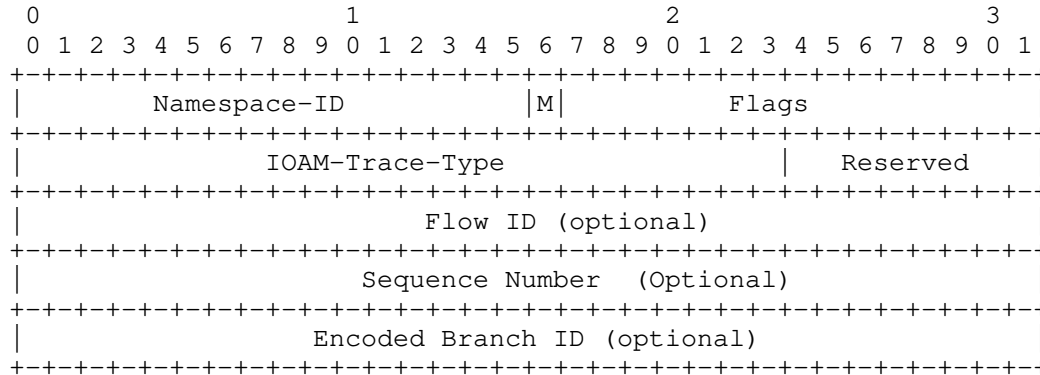 0                   1                   2                   3
0 1 2 3 4 5 6 7 8 9 0 1 2 3 4 5 6 7 8 9 0 1 2 3 4 5 6 7 8 9 0 1
+-+-+-+-+-+-+-+-+-+-+-+-+-+-+-+-+-+-+-+-+-+-+-+-+-+-+-+-+-+-+-+--
|        Namespace-ID           |M|          Flags
+-+-+-+-+-+-+-+-+-+-+-+-+-+-+-+-+-+-+-+-+-+-+-+-+-+-+-+-+-+-+-+--
|               IOAM-Trace-Type                 |   Reserved
+-+-+-+-+-+-+-+-+-+-+-+-+-+-+-+-+-+-+-+-+-+-+-+-+-+-+-+-+-+-+-+--
|                         Flow ID (optional)
+-+-+-+-+-+-+-+-+-+-+-+-+-+-+-+-+-+-+-+-+-+-+-+-+-+-+-+-+-+-+-+--
|                     Sequence Number  (Optional)
+-+-+-+-+-+-+-+-+-+-+-+-+-+-+-+-+-+-+-+-+-+-+-+-+-+-+-+-+-+-+-+--
|                  Encoded Branch ID (optional)
+-+-+-+-+-+-+-+-+-+-+-+-+-+-+-+-+-+-+-+-+-+-+-+-+-+-+-+-+-+-+-+--